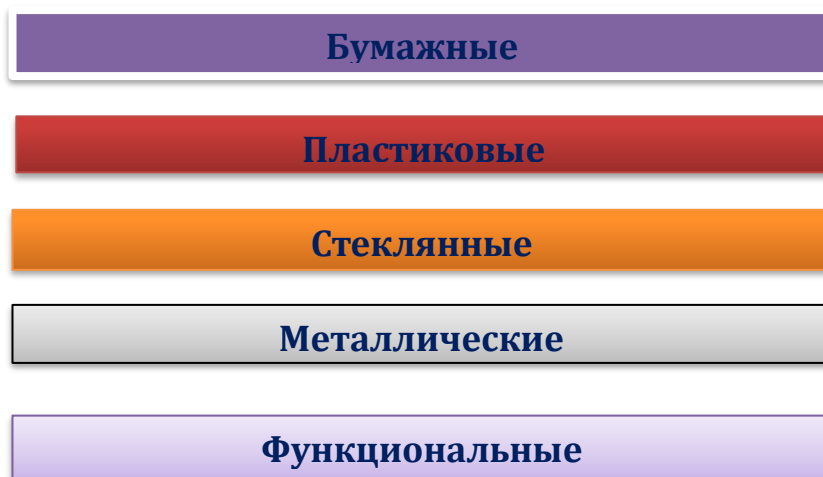 Бумажные
Пластиковые
Стеклянные
Металлические
Функциональные